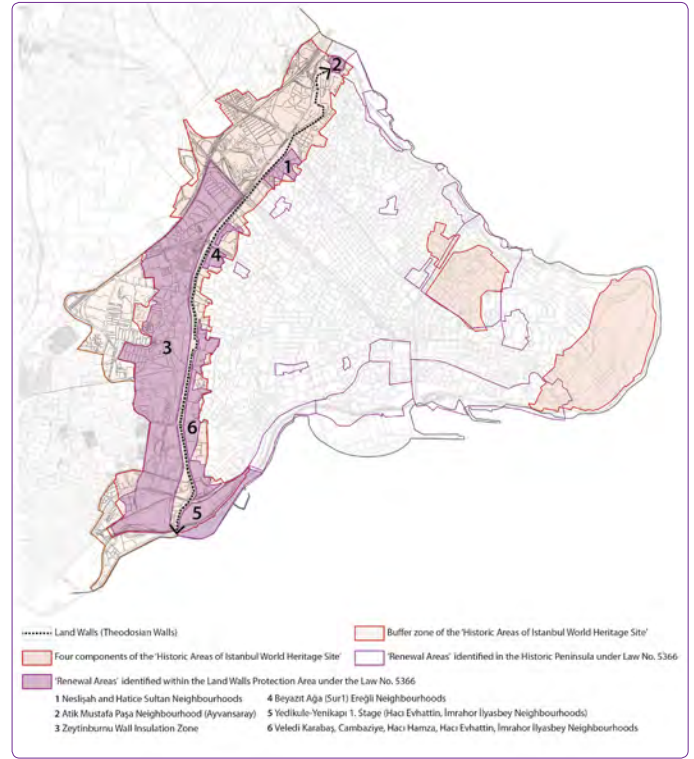 2
1
4
3
6
5
Land Walls (Theodosian Walls)
Buffer zone of the 'Historic Areas of Istanbul World Heritage Site'
Four components of the 'Historic Areas of Istanbul World Heritage Site'
'Renewal Areas' identified in the Historic Peninsula under Law No. 5366
'Renewal Areas' identified within the Land Walls Protection Area under the Law No. 5366
1 Neslişah and Hatice Sultan Neighbourhoods
4 Beyazıt Ağa (Sur1) Ereğli Neighbourhoods
2 Atik Mustafa Paşa Neighbourhood (Ayvansaray)
5 Yedikule-Yenikapı 1. Stage (Hacı Evhattin, İmrahor İlyasbey Neighbourhoods)
3 Zeytinburnu Wall Insulation Zone
6 Veledi Karabaş, Cambaziye, Hacı Hamza, Hacı Evhattin, İmrahor İlyasbey Neighbourhoods